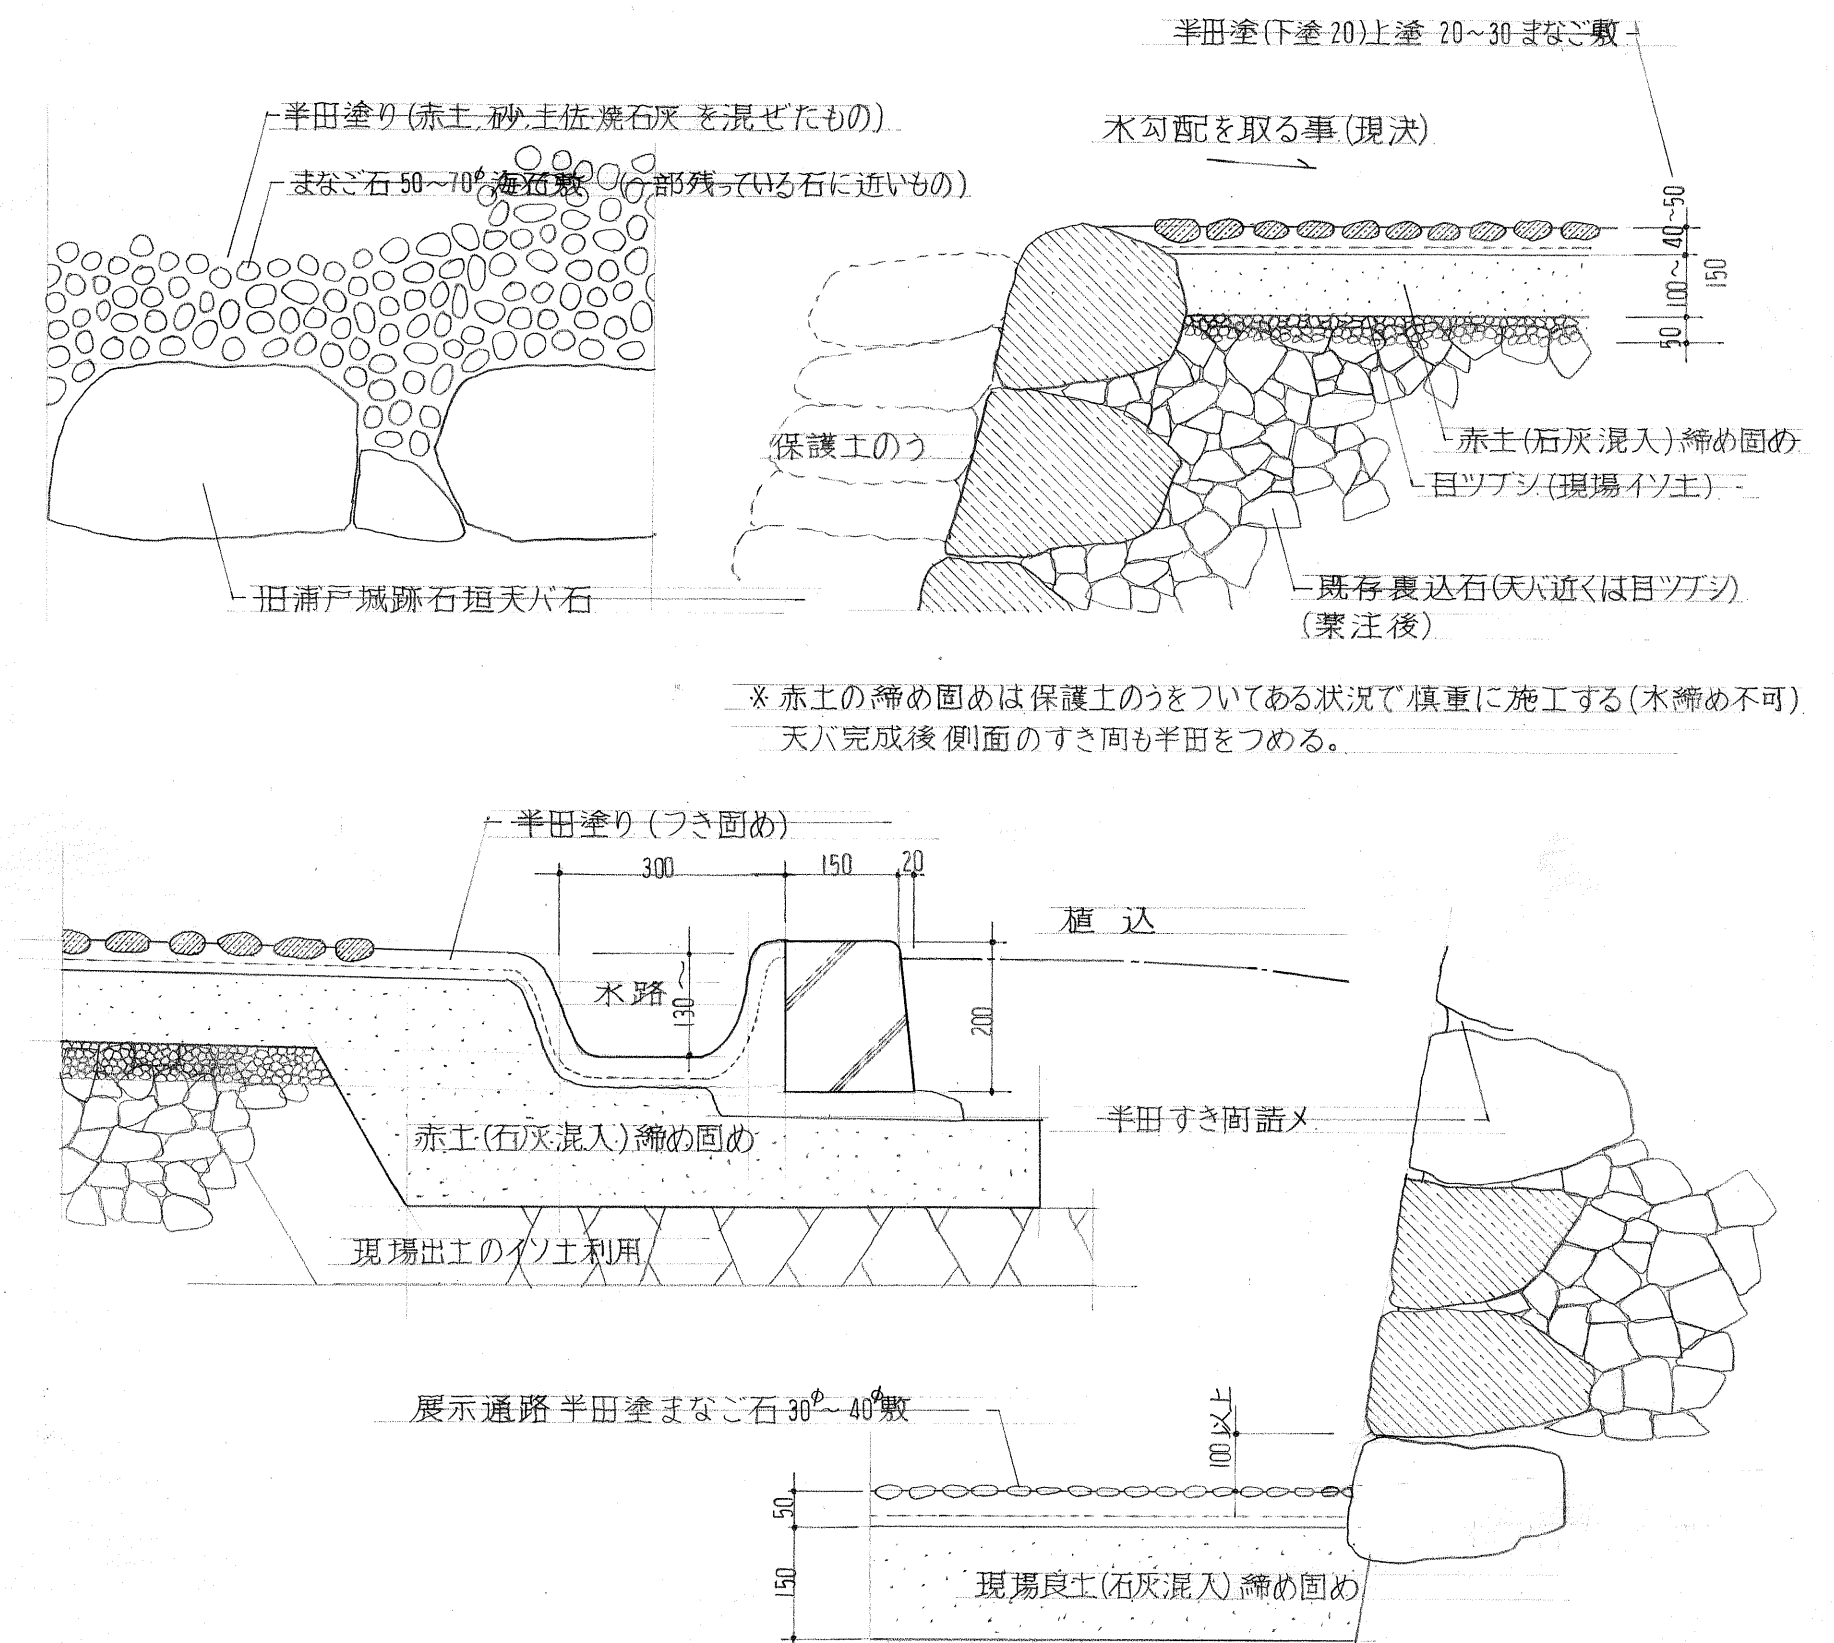 半田塗(下塗20)上塗 20～30 まなご敷
半田塗り(赤土,砂,土佐焼石灰 を混ぜたもの)
まなご石 50～70φ海石敷 (一部残っている石に近いもの)
水勾配を取る事(現決)
40～50
100～150
50
保護土のう
赤土(石灰混入)締め固め
目ツブシ(現場イソ土)
旧浦戸城跡石垣天バ石
既存裏込石(天バ近くは目ツブシ)
(薬注後)
※ 赤土の締め固めは保護土のうをついてある状況で慎重に施工する(水締め不可)
天バ完成後側面のすき間も半田をつめる。
半田塗り(つき固め)
300
150
20
植込
水路
130～
200
半田すき間詰メ
赤土(石灰混入)締め固め
現場出土のイソ土利用
展示通路半田塗まなご石30φ～40φ敷
100以上
50
150
現場良土(石灰混入)締め固め